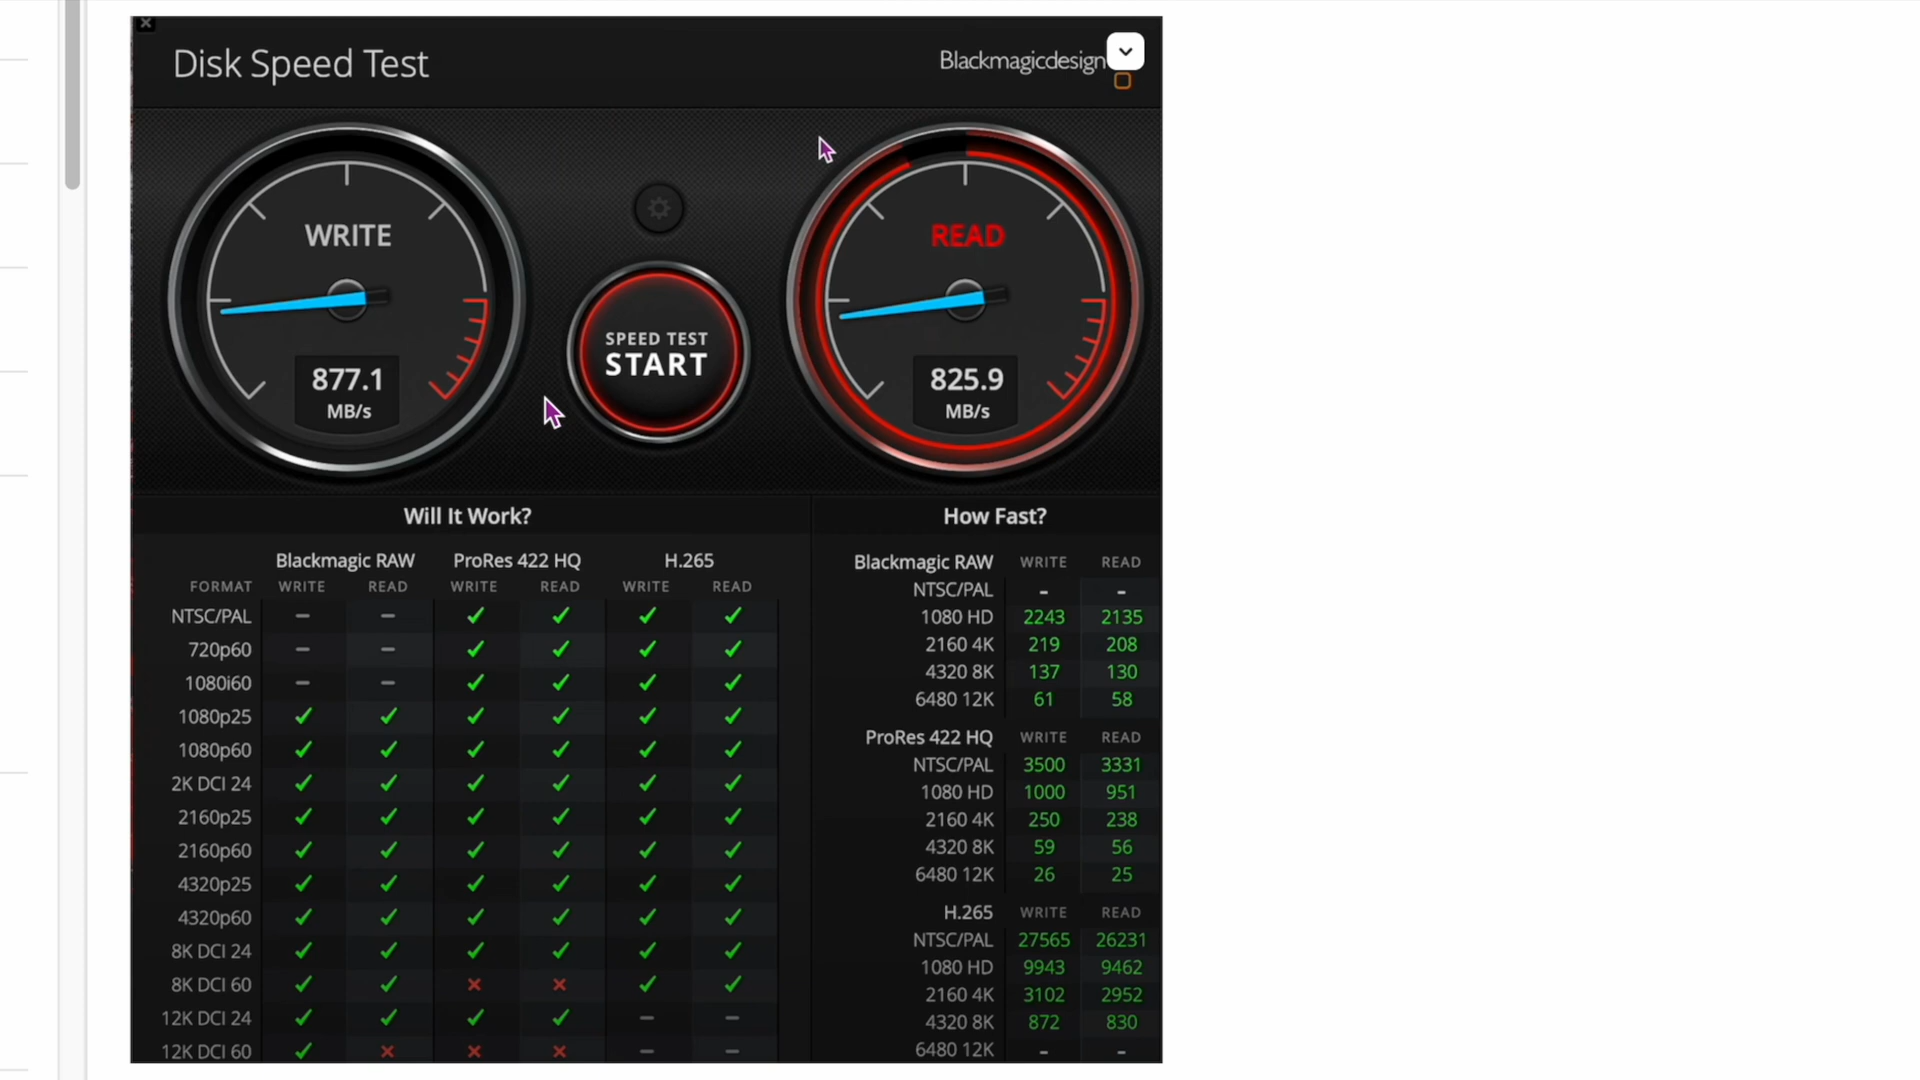 Disk Speed Test
Blackmagicdesign
WRITE
877.1
MB/s
SPEED TEST
START
READ
825.9
MB/s
Will It Work?
Blackmagic RAW ProRes 422 HQ H.265
FORMAT WRITE READ WRITE READ WRITE READ
NTSC/PAL – – ✓ ✓ ✓ ✓
720p60 – – ✓ ✓ ✓ ✓
1080i60 – – ✓ ✓ ✓ ✓
1080p25 ✓ ✓ ✓ ✓ ✓ ✓
1080p60 ✓ ✓ ✓ ✓ ✓ ✓
2K DCI 24 ✓ ✓ ✓ ✓ ✓ ✓
2160p25 ✓ ✓ ✓ ✓ ✓ ✓
2160p60 ✓ ✓ ✓ ✓ ✓ ✓
4320p25 ✓ ✓ ✓ ✓ ✓ ✓
4320p60 ✓ ✓ ✓ ✓ ✓ ✓
8K DCI 24 ✓ ✓ ✓ ✓ ✓ ✓
8K DCI 60 ✓ ✓ × × ✓ ✓
12K DCI 24 ✓ ✓ ✓ ✓ – –
12K DCI 60 ✓ × × × – –
How Fast?
Blackmagic RAW WRITE READ
NTSC/PAL - -
1080 HD 2243 2135
2160 4K 219 208
4320 8K 137 130
6480 12K 61 58
ProRes 422 HQ WRITE READ
NTSC/PAL 3500 3331
1080 HD 1000 951
2160 4K 250 238
4320 8K 59 56
6480 12K 26 25
H.265 WRITE READ
NTSC/PAL 27565 26231
1080 HD 9943 9462
2160 4K 3102 2952
4320 8K 872 830
6480 12K - -